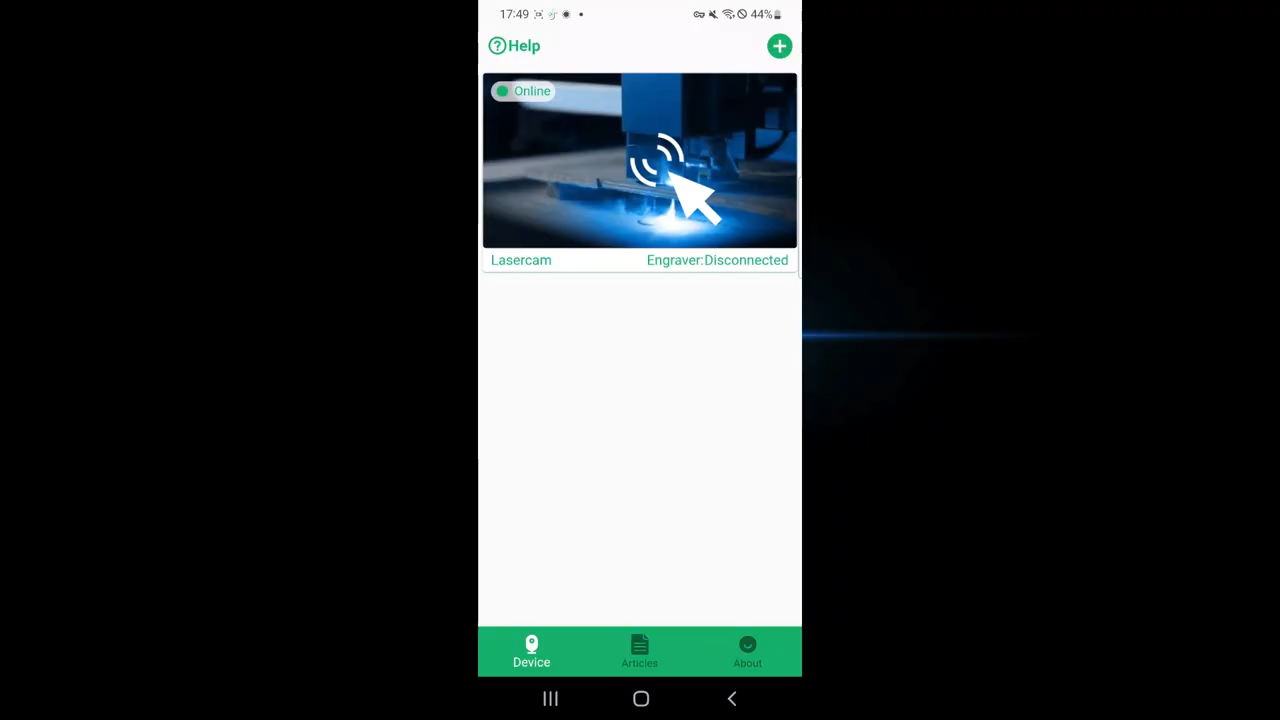 17:49 44%
Help
Online
Lasercam Engraver:Disconnected
Device Articles About